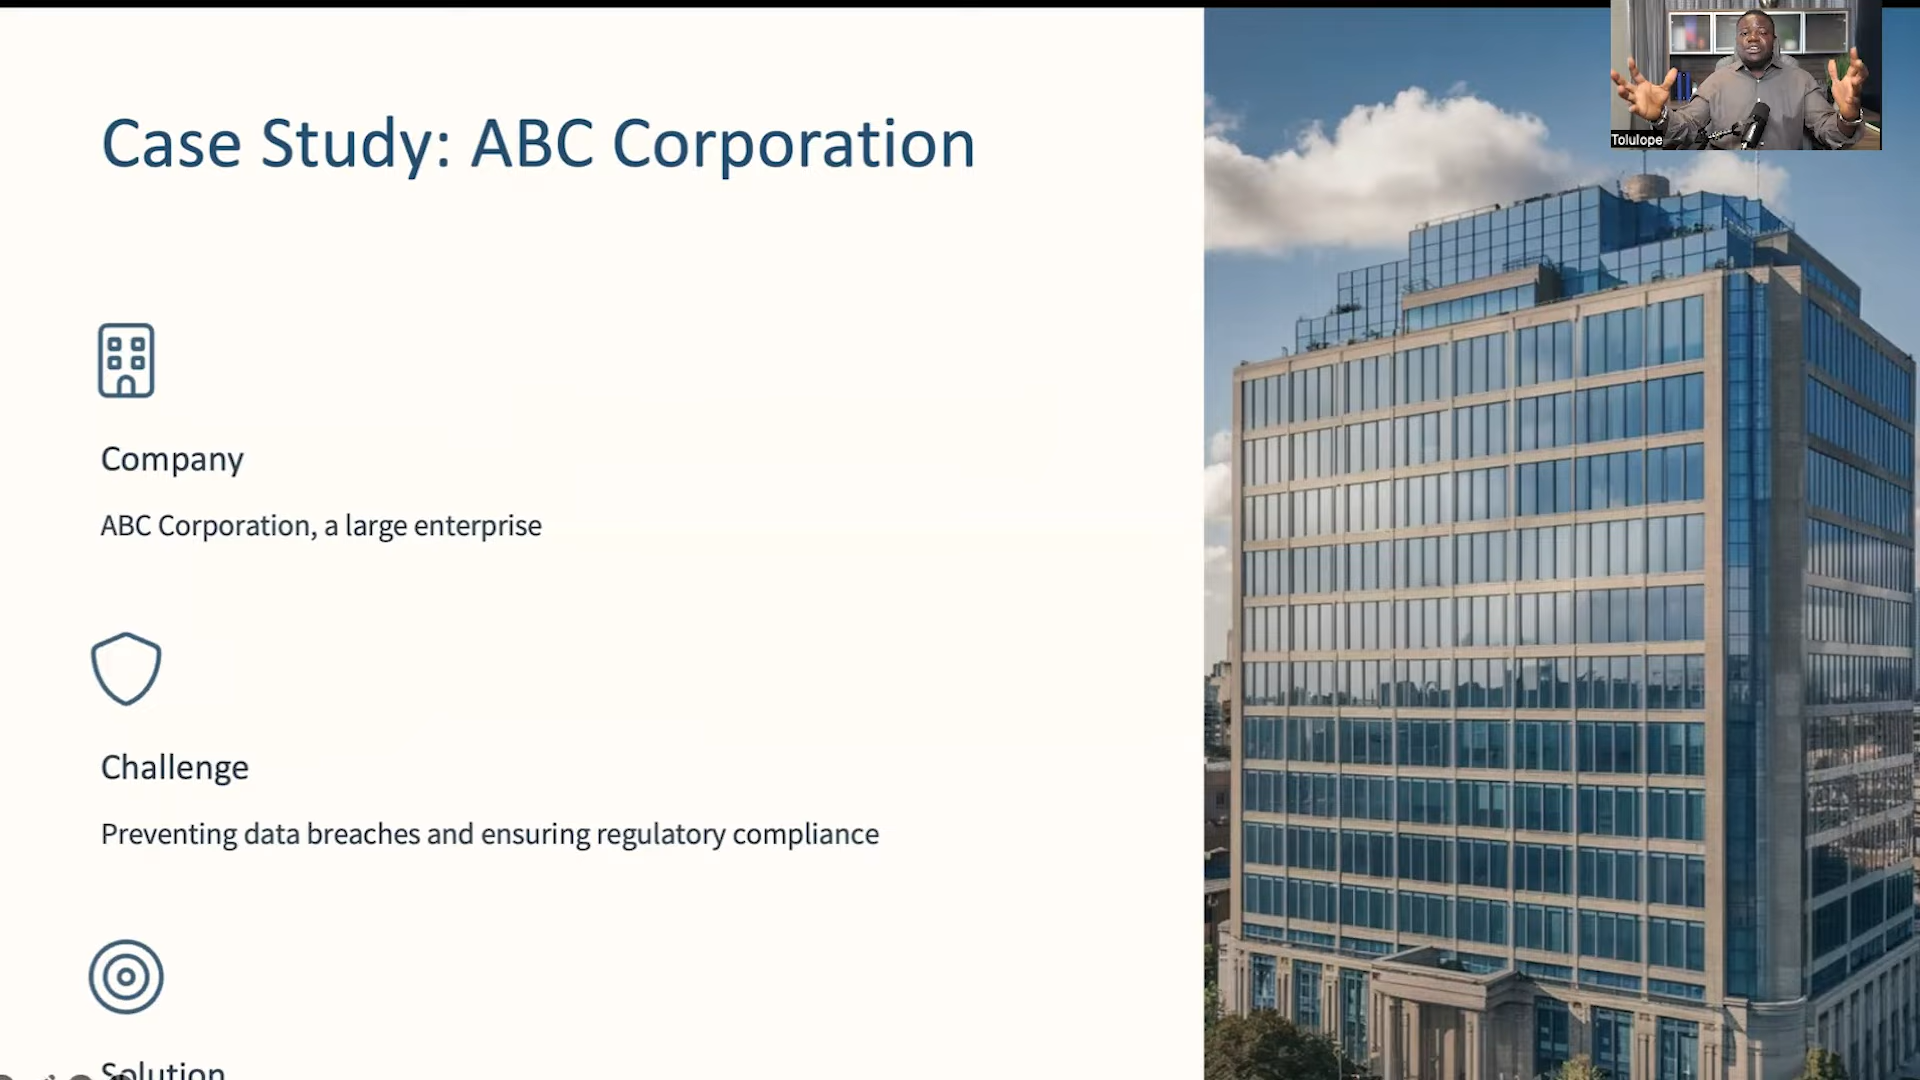 Case Study: ABC Corporation
Tolulope
Company
ABC Corporation, a large enterprise
Challenge
Preventing data breaches and ensuring regulatory compliance
Solution